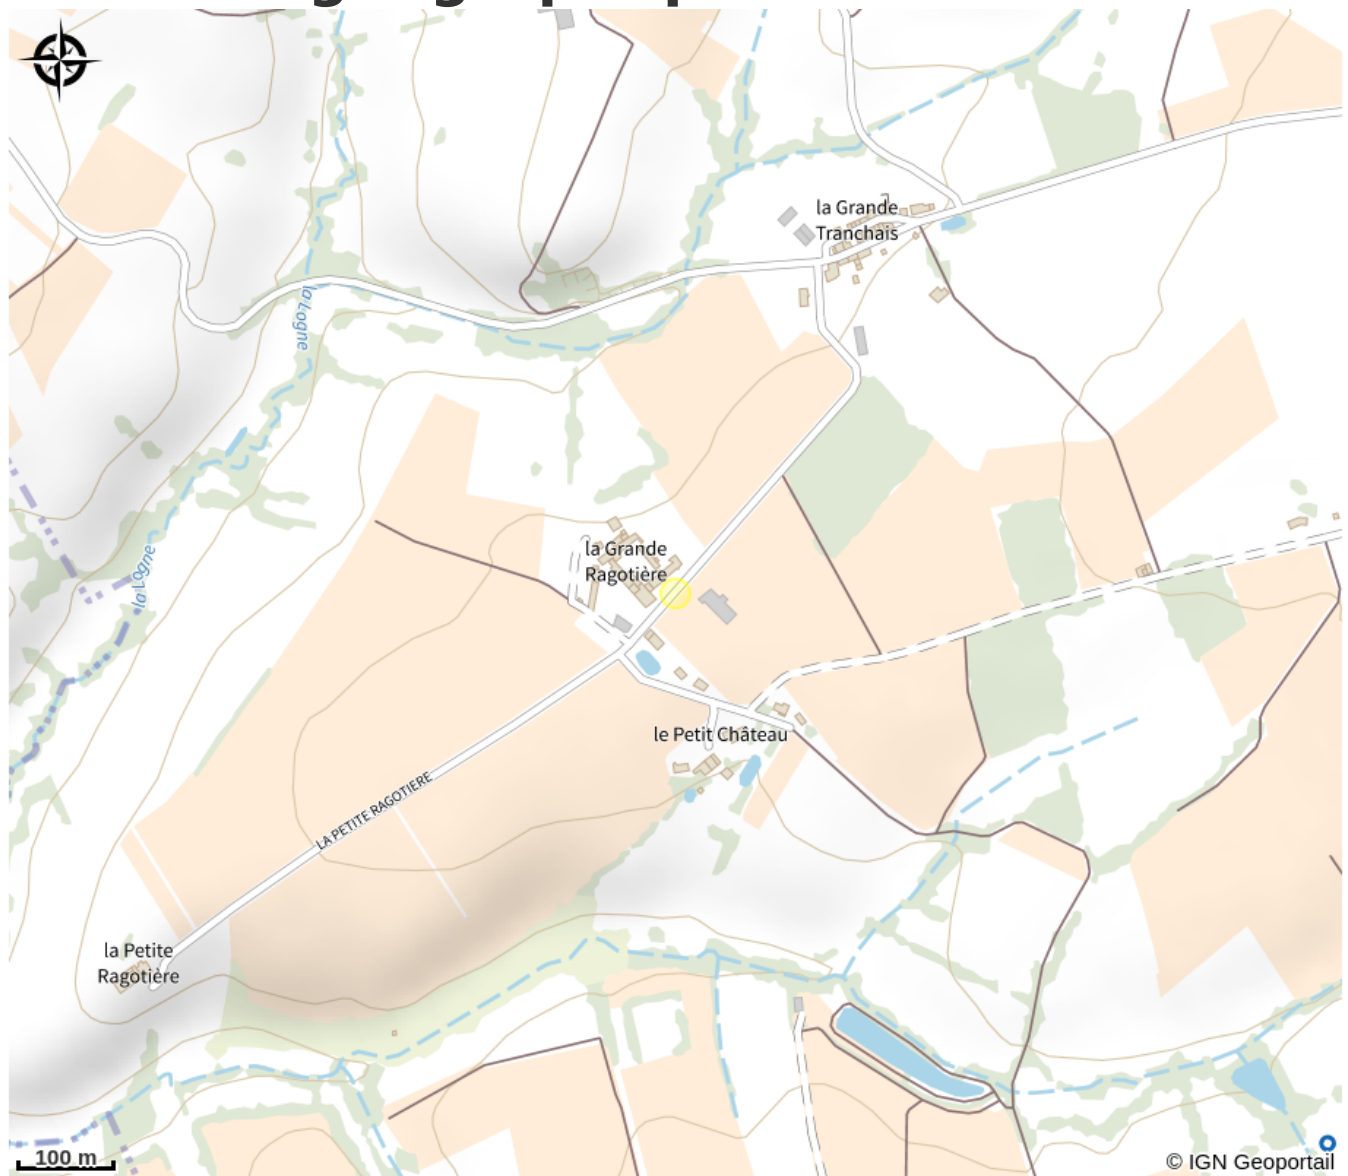 la Grande
Tranchais
la Logne
la Grande
Ragotière
la Logne
le Petit Château
LA PETITE RAGOTIERE
la Petite
Ragotière
100 m
© IGN Geoportail